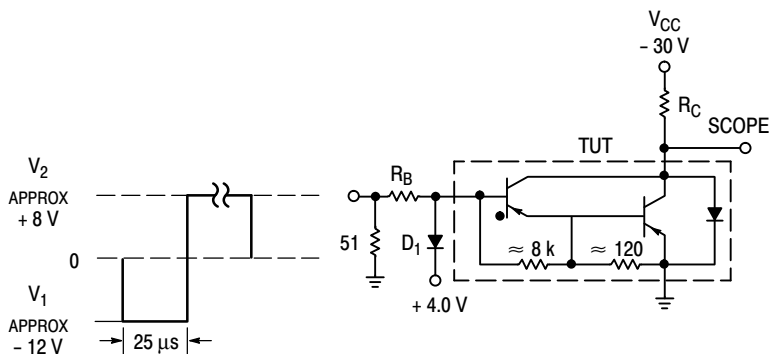 V2
APPROX
+ 8 V
0
V1
APPROX
– 12 V
25 μs
VCC
– 30 V
RC
SCOPE
TUT
RB
51
D1
≈ 8 k
≈ 120
+ 4.0 V